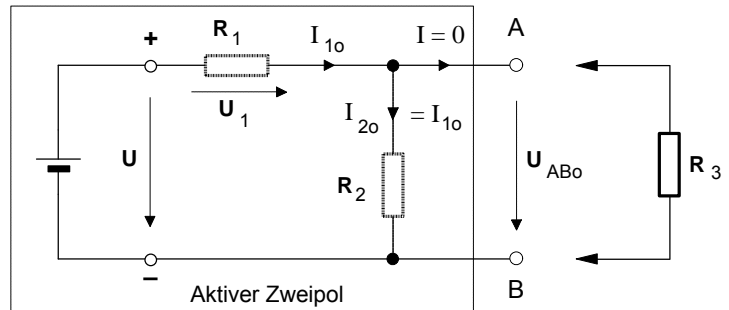 R1 I1o I = 0 A
+
U1 I2o = I1o
U R2 UABo R3
–
Aktiver Zweipol B